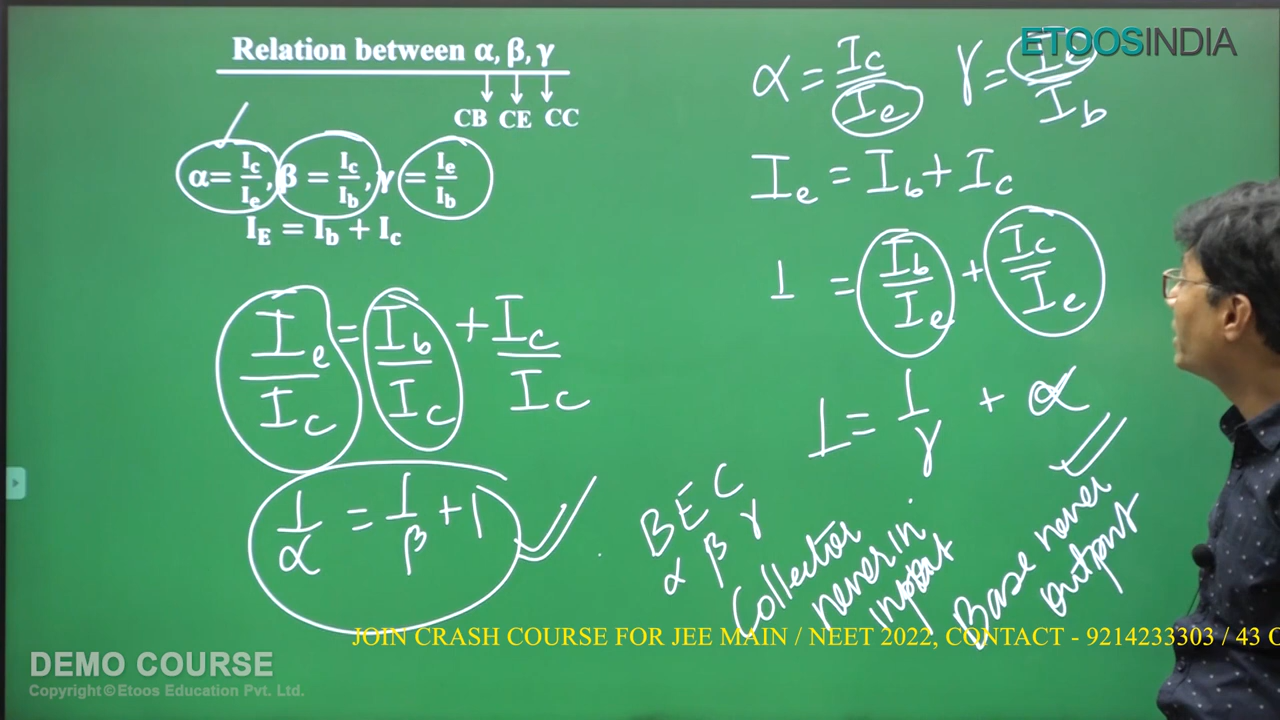 ETOOSINDIA
Relation between α, β, γ
CB CE CC
α= Ic/Ie, β = Ic/Ib, γ = Ie/Ib
IE = Ib + Ic
Ie/Ic = Ib/Ic + Ic/Ic
1/α = 1/β + 1
α = Ic/Ie γ =
Ib
Ie = Ib + Ic
1 = Ib/Ie + Ic/Ie
1 = 1/γ + α
B E C
α β γ
Collector
never in
input
Base never
output
JOIN CRASH COURSE FOR JEE MAIN / NEET 2022, CONTACT - 9214233303 / 43
DEMO COURSE
Copyright © Etoos Education Pvt. Ltd.